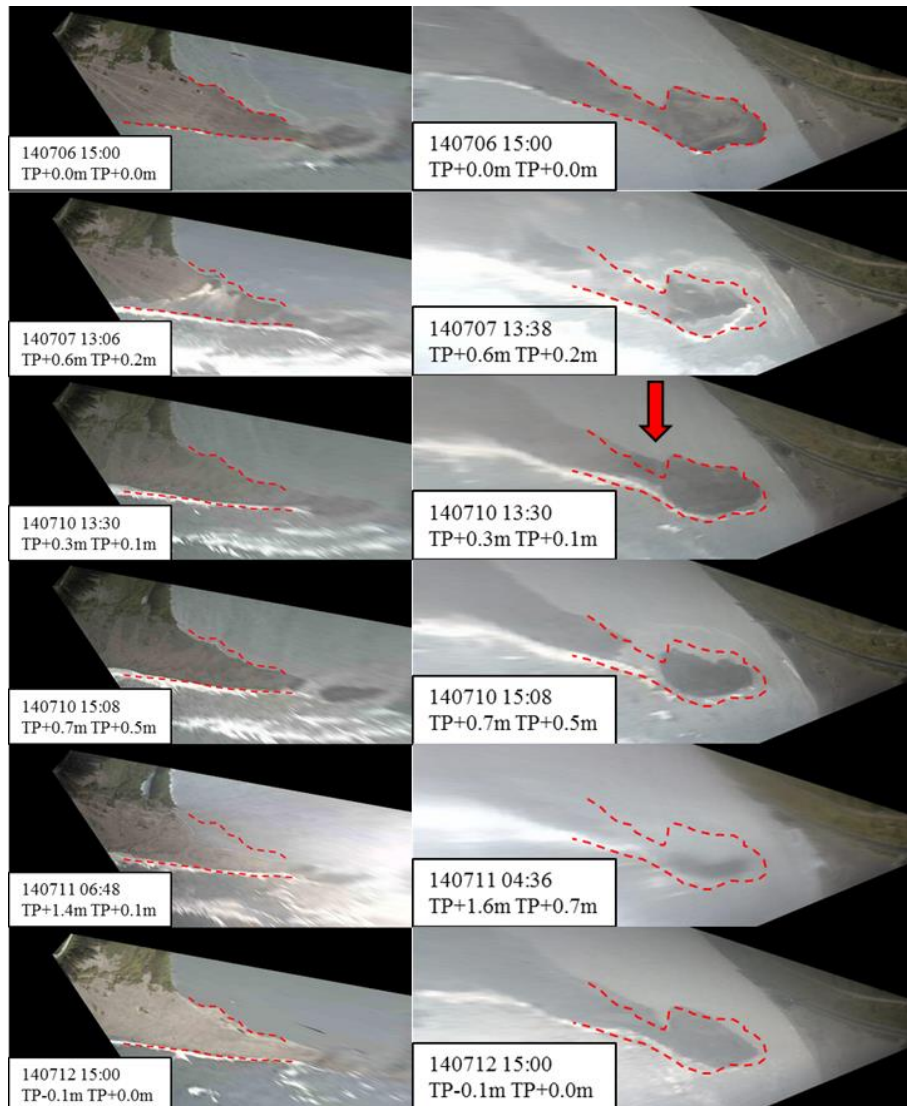 140706 15:00
TP+0.0m TP+0.0m
140706 15:00
TP+0.0m TP+0.0m
140707 13:06
TP+0.6m TP+0.2m
140707 13:38
TP+0.6m TP+0.2m
140710 13:30
TP+0.3m TP+0.1m
140710 13:30
TP+0.3m TP+0.1m
140710 15:08
TP+0.7m TP+0.5m
140710 15:08
TP+0.7m TP+0.5m
140711 06:48
TP+1.4m TP+0.1m
140711 04:36
TP+1.6m TP+0.7m
140712 15:00
TP-0.1m TP+0.0m
140712 15:00
TP-0.1m TP+0.0m